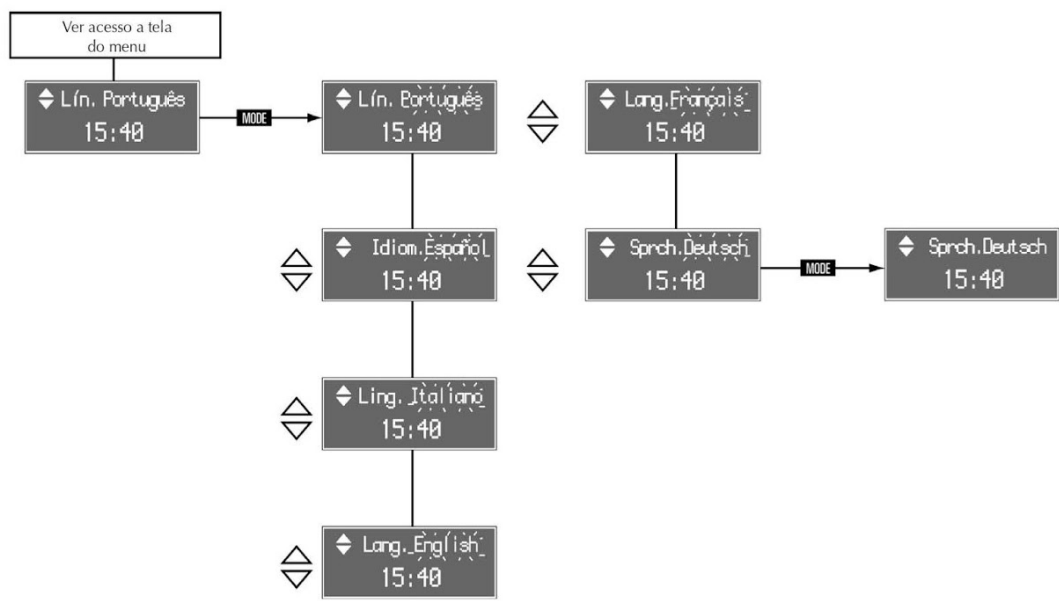 Ver acesso a tela
do menu
Lín. Português
15:40
MODE
Lín. Português
15:40
Lang.Français
15:40
Idiom.Español
15:40
Sprch.Deutsch
15:40
MODE
Sprch.Deutsch
15:40
Ling. Italiano
15:40
Lang. English
15:40